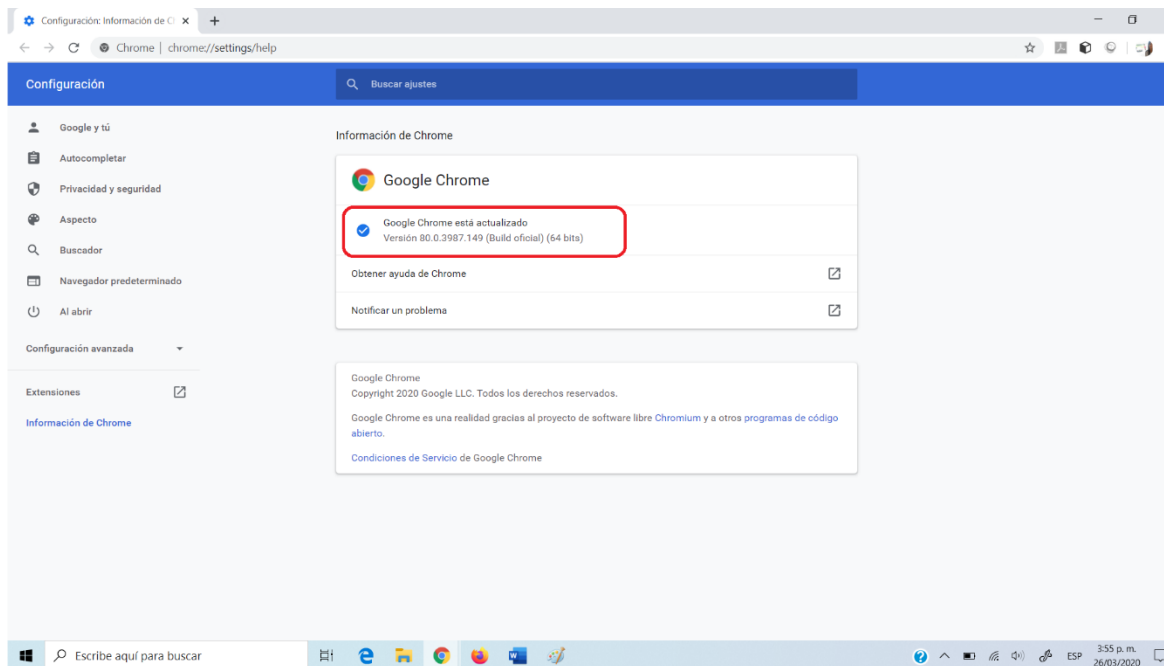 Configuración: Información de C
Chrome | chrome://settings/help
Configuración
Buscar ajustes
Google y tú
Autocompletar
Privacidad y seguridad
Aspecto
Buscador
Navegador predeterminado
Al abrir
Configuración avanzada
Extensiones
Información de Chrome
Información de Chrome
Google Chrome
Google Chrome está actualizado
Versión 80.0.3987.149 (Build oficial) (64 bits)
Obtener ayuda de Chrome
Notificar un problema
Google Chrome
Copyright 2020 Google LLC. Todos los derechos reservados.
Google Chrome es una realidad gracias al proyecto de software libre Chromium y a otros programas de código
abierto.
Condiciones de Servicio de Google Chrome
Escribe aquí para buscar
ESP
3:55 p. m.
26/03/2020